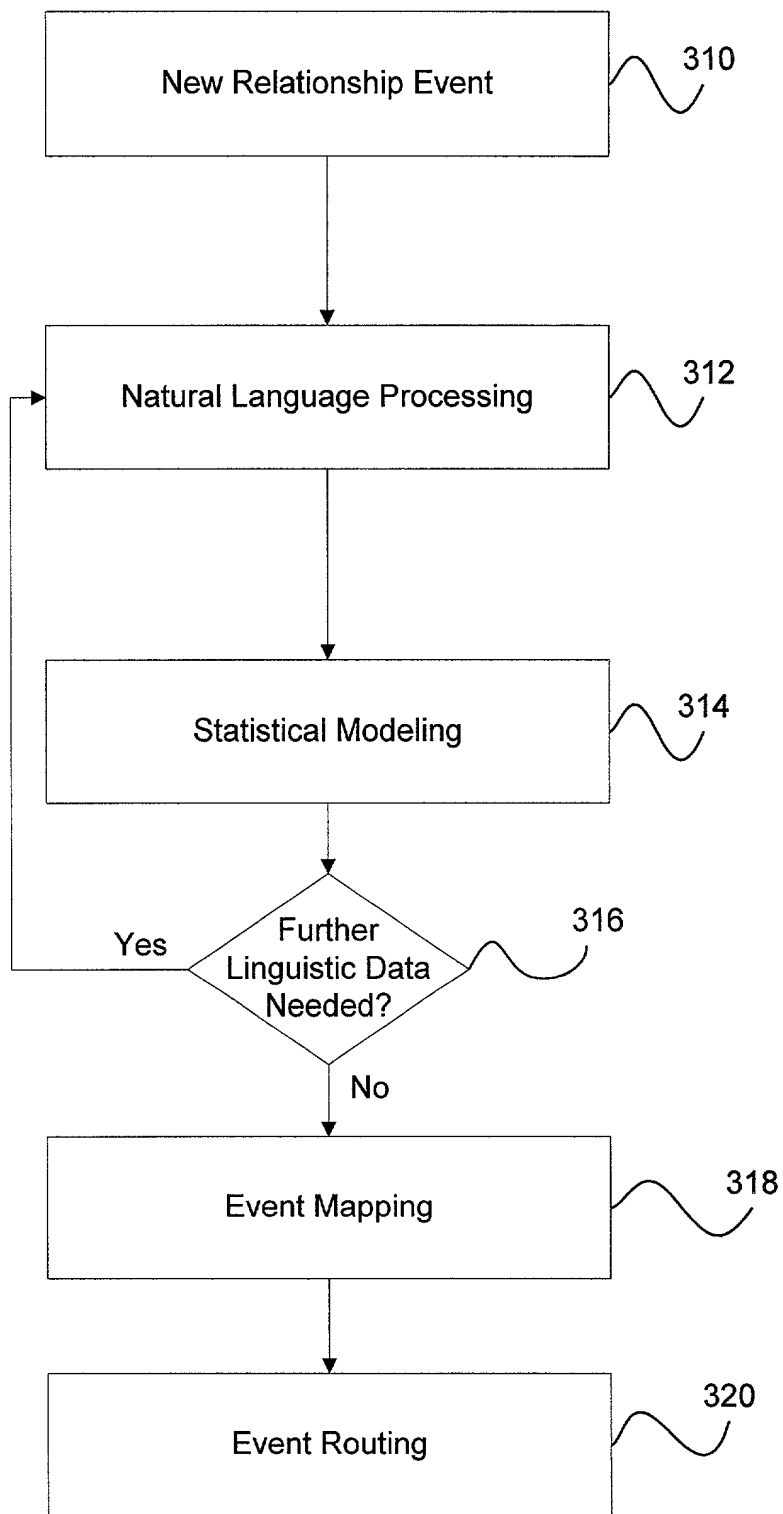 New Relationship Event
310
Natural Language Processing
312
Statistical Modeling
314
Further
Linguistic Data
Needed?
316
Yes
No
Event Mapping
318
Event Routing
320